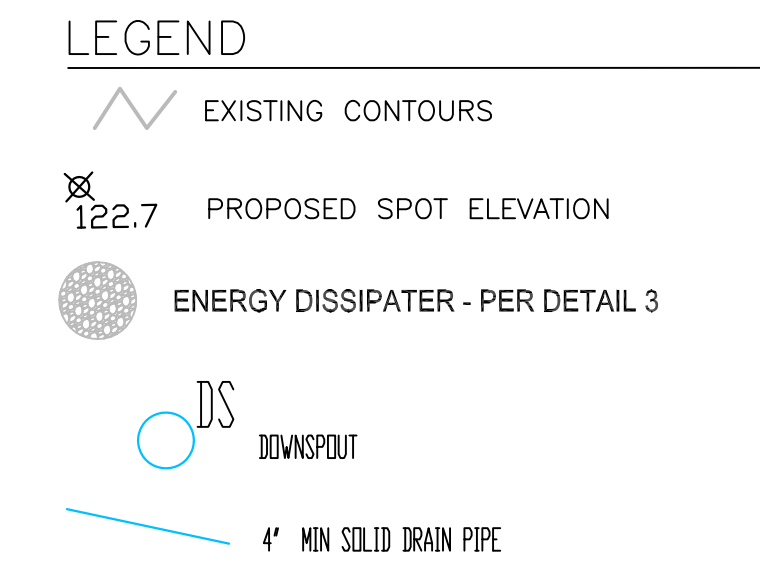 LEGEND
EXISTING CONTOURS
122.7 PROPOSED SPOT ELEVATION
ENERGY DISSIPATER - PER DETAIL 3
DS
DOWNSPOUT
4" MIN SOLID DRAIN PIPE